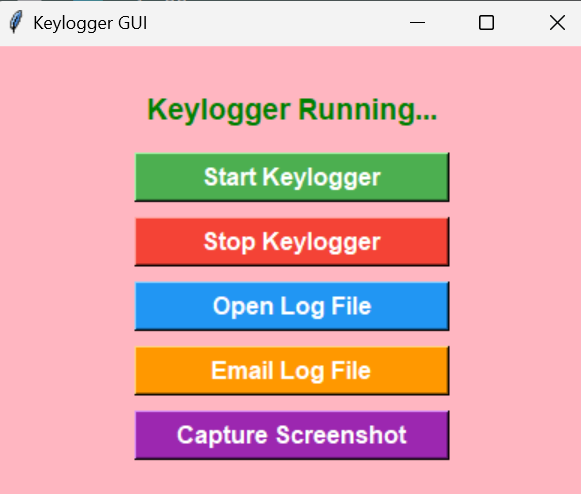 Keylogger GUI
Keylogger Running...
Start Keylogger
Stop Keylogger
Open Log File
Email Log File
Capture Screenshot